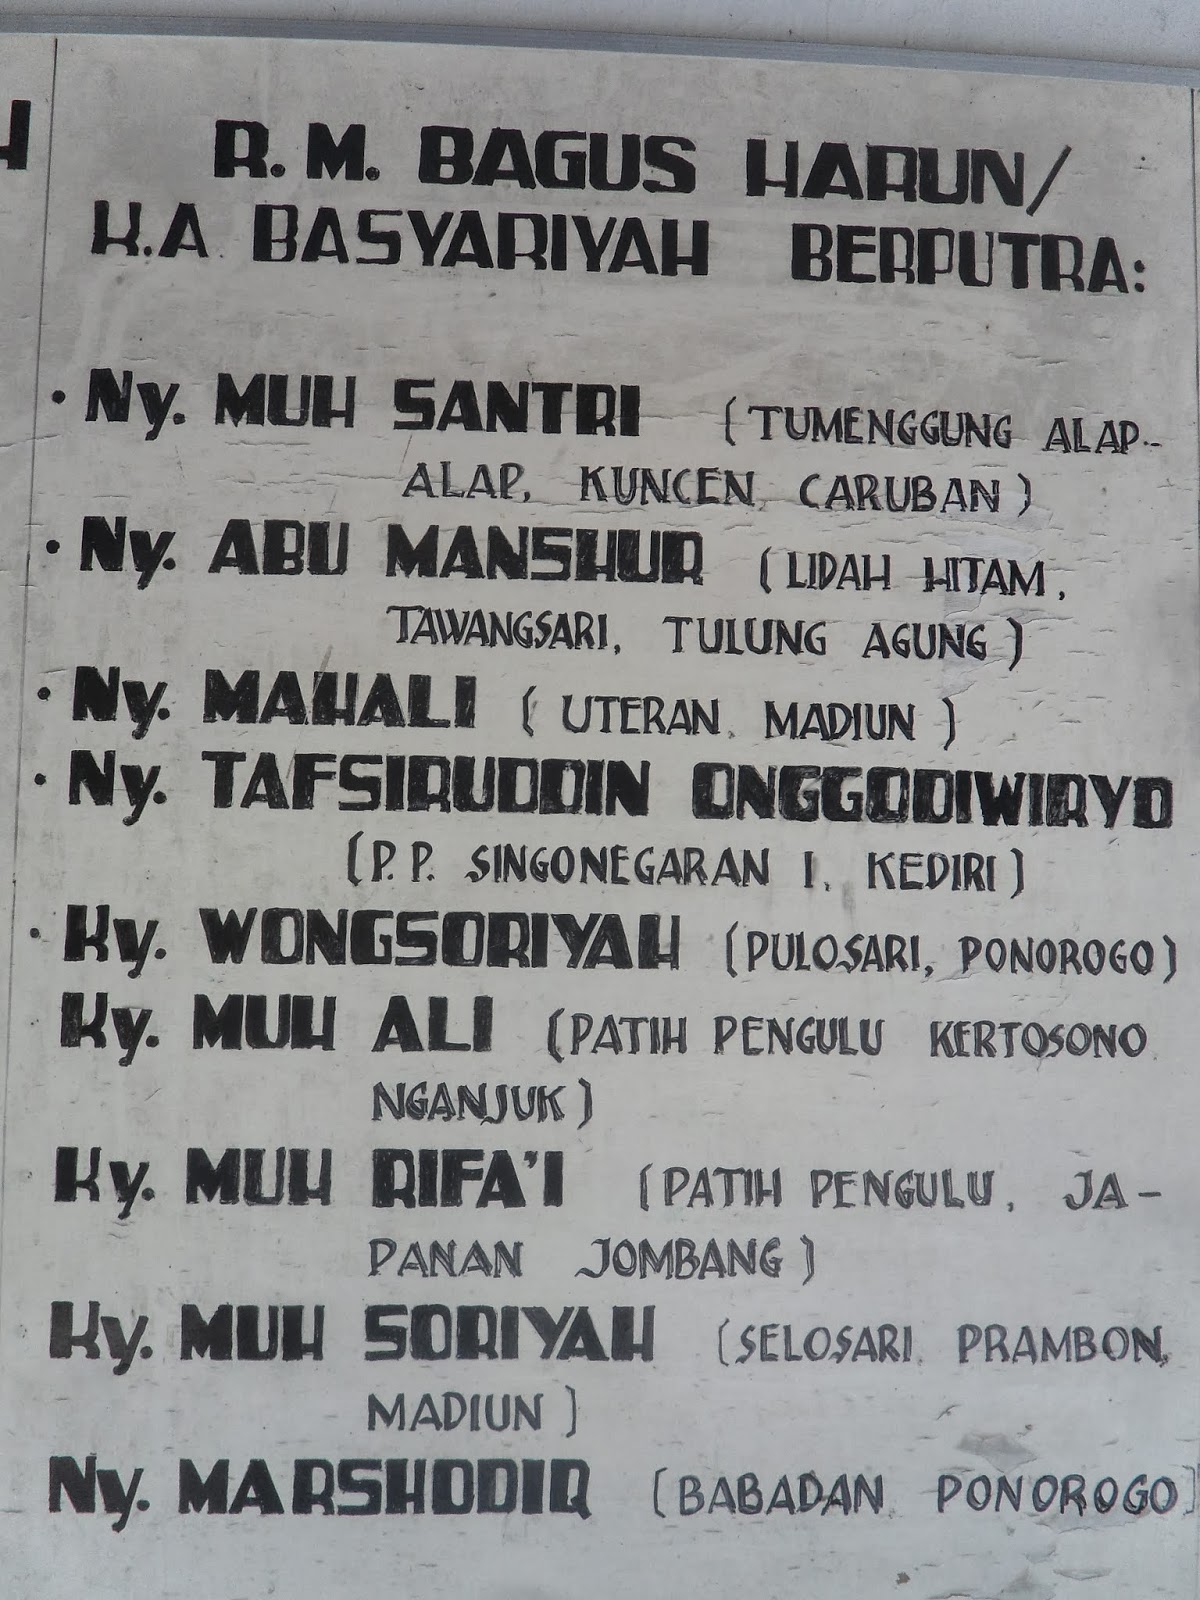 H
R. M. BAGUS HARUN/
K.A BASYARIYAH BERPUTRA:
· Ny. MUH SANTRI (TUMENGGUNG ALAP-
ALAP, KUNCEN, CARUBAN)
· Ny. ABU MANSHUR (LIDAH HITAM,
TAWANGSARI, TULUNG AGUNG)
· Ny. MAHALI (UTERAN, MADIUN)
· Ny. TAFSIRUDDIN ONGGODIWIRYO
(P.P. SINGONEGARAN I, KEDIRI)
· Ky. WONGSORIYAH (PULOSARI, PONOROGO)
Ky. MUH ALI (PATIH PENGULU KERTOSONO
NGANJUK)
Ky. MUH RIFA'I (PATIH PENGULU, JA-
PANAN JOMBANG)
Ky. MUH SORIYAH (SELOSARI, PRAMBON,
MADIUN)
Ny. MARSHODIQ (BABADAN PONOROGO)